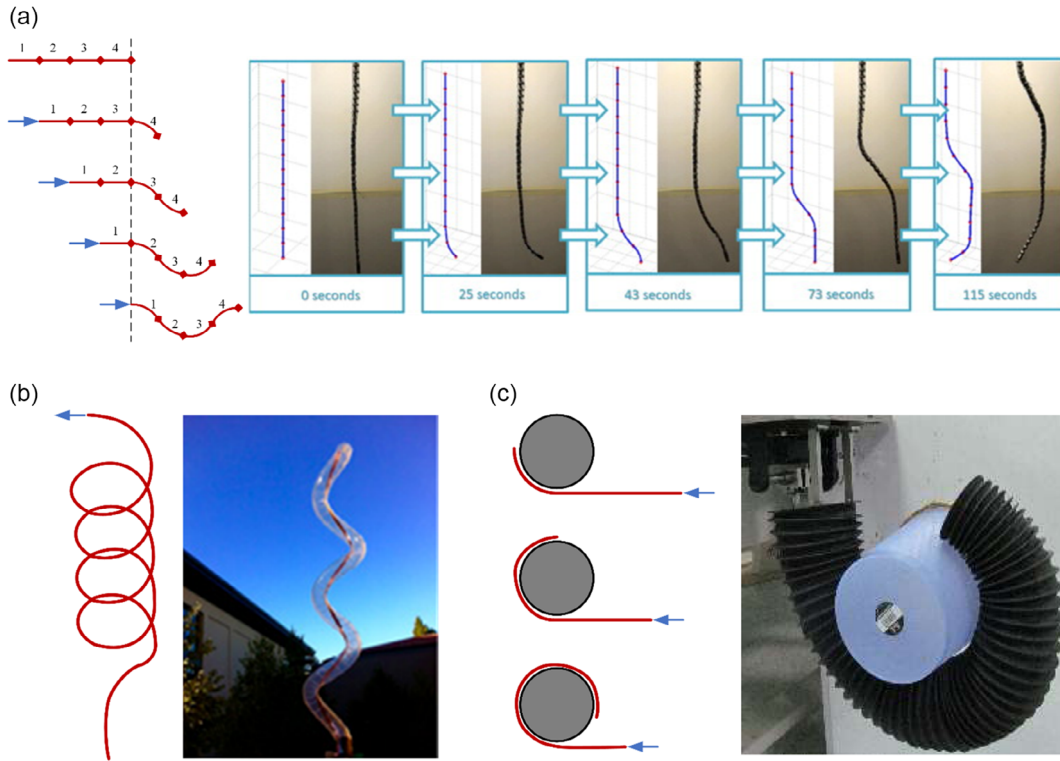 (a)
1 2 3 4
1 2 3 4
1 2 3 4
1 2 3 4
1 2 3 4
0 seconds
25 seconds
43 seconds
73 seconds
115 seconds
(b)
(c)